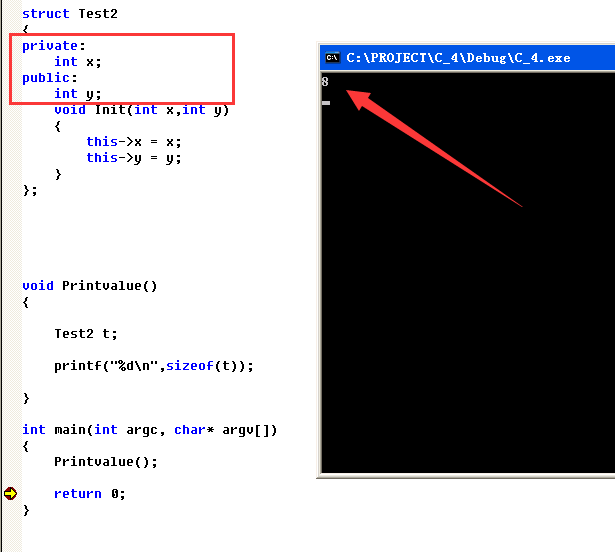 struct Test2
{
private:
    int x;
public:
    int y;
    void Init(int x,int y)
    {
        this->x = x;
        this->y = y;
    }
};
void Printvalue()
{
    Test2 t;
    printf("%d\n",sizeof(t));
}
int main(int argc, char* argv[])
{
    Printvalue();
    return 0;
}
C:\PROJECT\C_4\Debug\C_4.exe
8